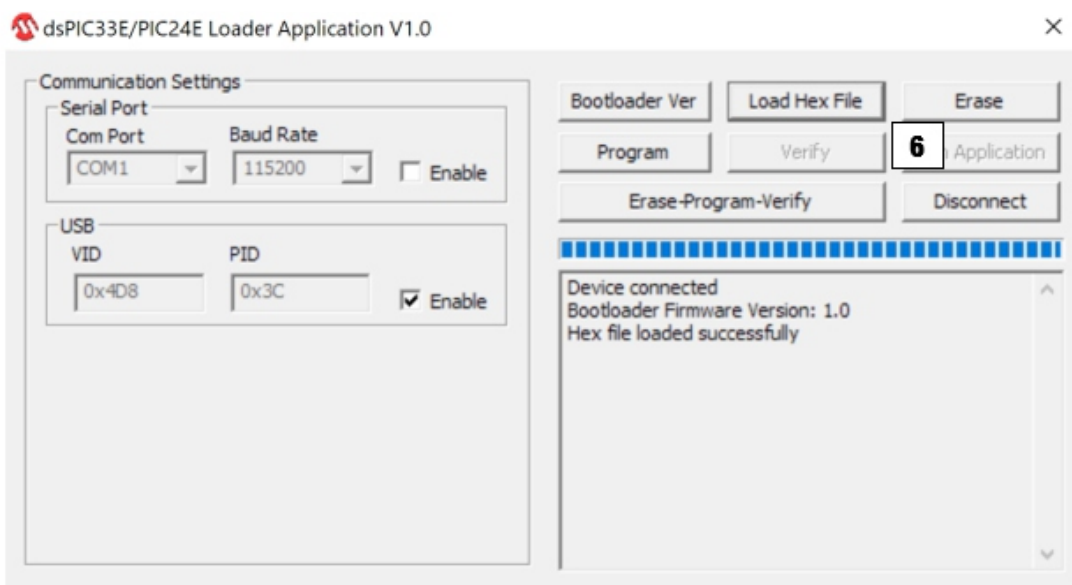 dsPIC33E/PIC24E Loader Application V1.0
Communication Settings
Serial Port
Com Port Baud Rate
COM1 115200 Enable
USB
VID PID
0x4D8 0x3C Enable
Bootloader Ver Load Hex File Erase
Program Verify 6 Application
Erase-Program-Verify Disconnect
Device connected
Bootloader Firmware Version: 1.0
Hex file loaded successfully